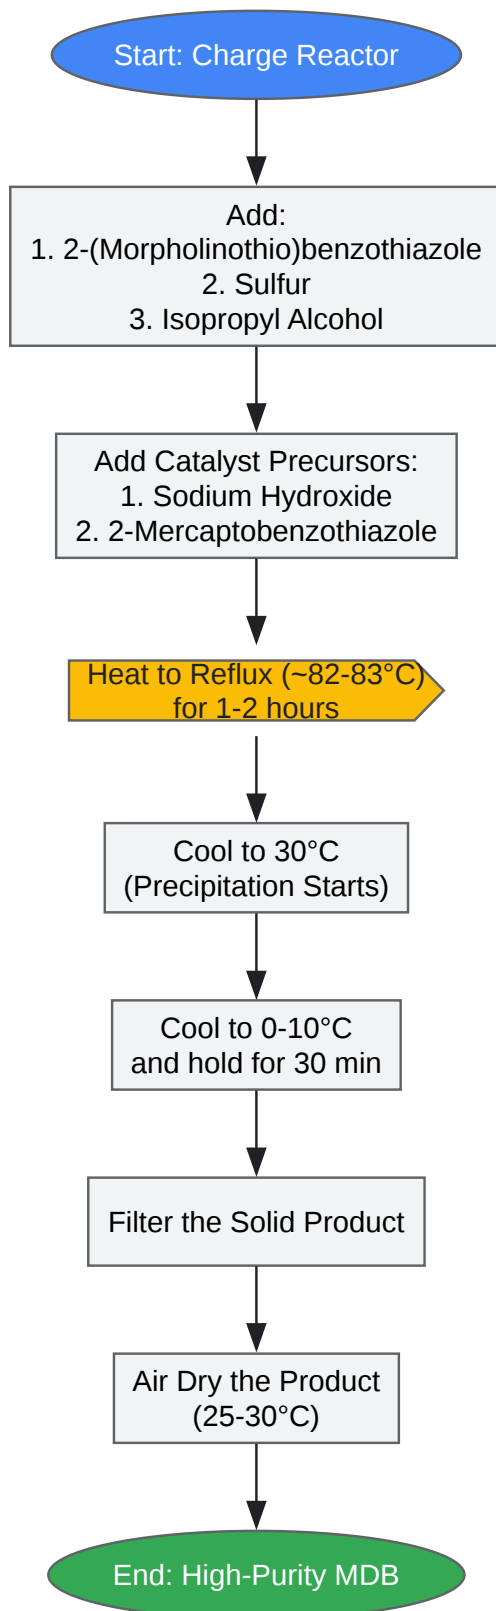 Start: Charge Reactor
Add:
1. 2-(Morpholinothio)benzothiazole
2. Sulfur
3. Isopropyl Alcohol
Add Catalyst Precursors:
1. Sodium Hydroxide
2. 2-Mercaptobenzothiazole
Heat to Reflux (~82-83°C)
for 1-2 hours
Cool to 30°C
(Precipitation Starts)
Cool to 0-10°C
and hold for 30 min
Filter the Solid Product
Air Dry the Product
(25-30°C)
End: High-Purity MDB